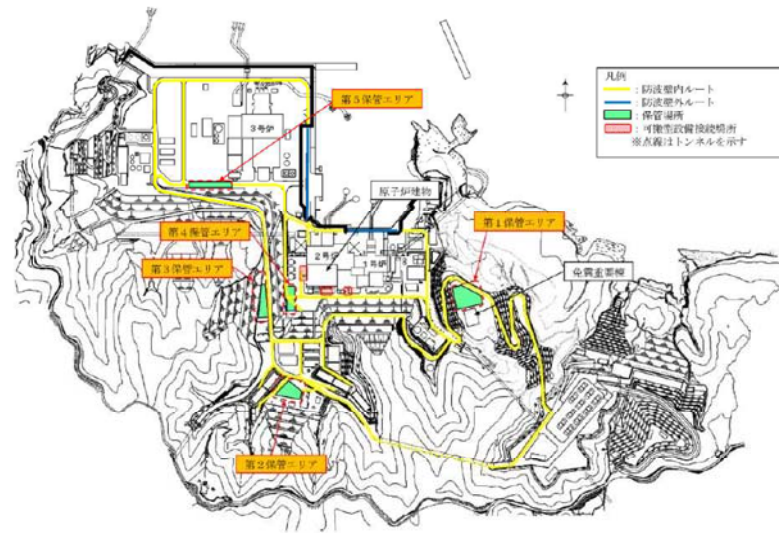 凡例
：防波壁内ルート
：防波壁外ルート
：保管場所
：可搬型設備接続場所
※点線はトンネルを示す
第5保管エリア
3号炉
原子炉建物
第4保管エリア
第3保管エリア
2号炉
1号炉
第1保管エリア
免震重要棟
第2保管エリア